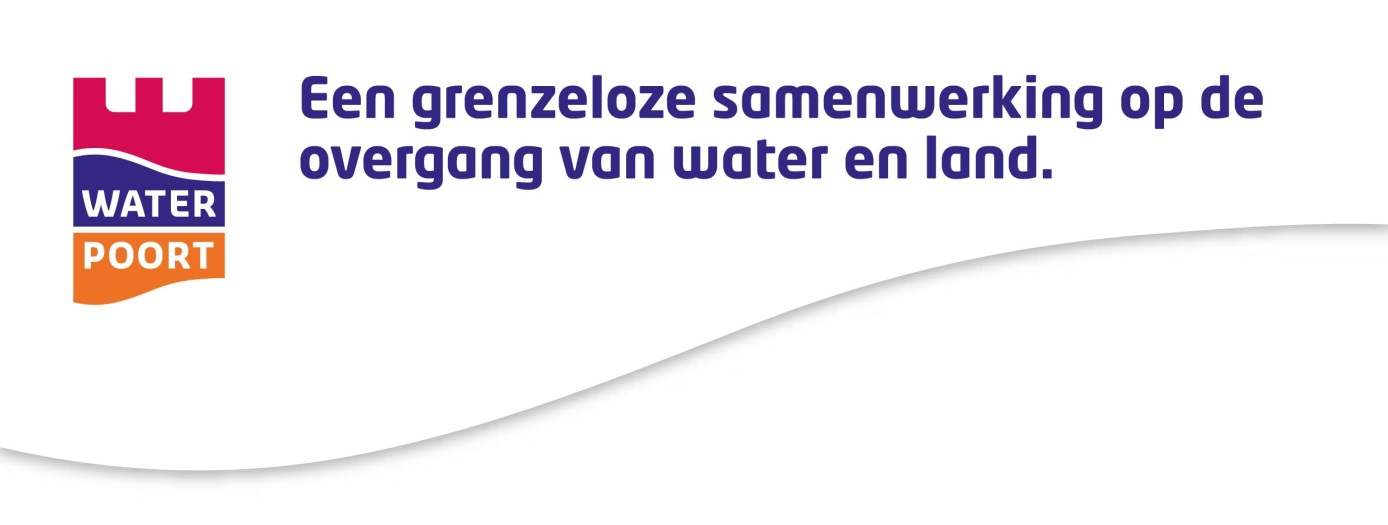 Een grenzeloze samenwerking op de
overgang van water en land.
WATER
POORT